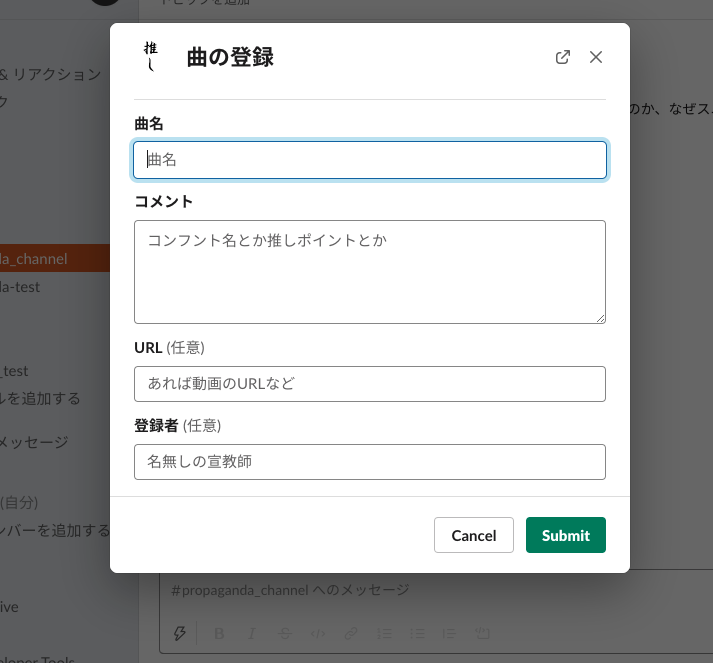 トピックを追加
& リアクション
ク
da_channel
da-test
_test
ルを追加する
メッセージ
(自分)
ンバーを追加する
ive
eloper Tools
のか、なぜス
推し
曲の登録
曲名
曲名
コメント
コンフント名とか推しポイントとか
URL (任意)
あれば動画のURLなど
登録者 (任意)
名無しの宣教師
Cancel
Submit
#propaganda_channel へのメッセージ
B I S </>